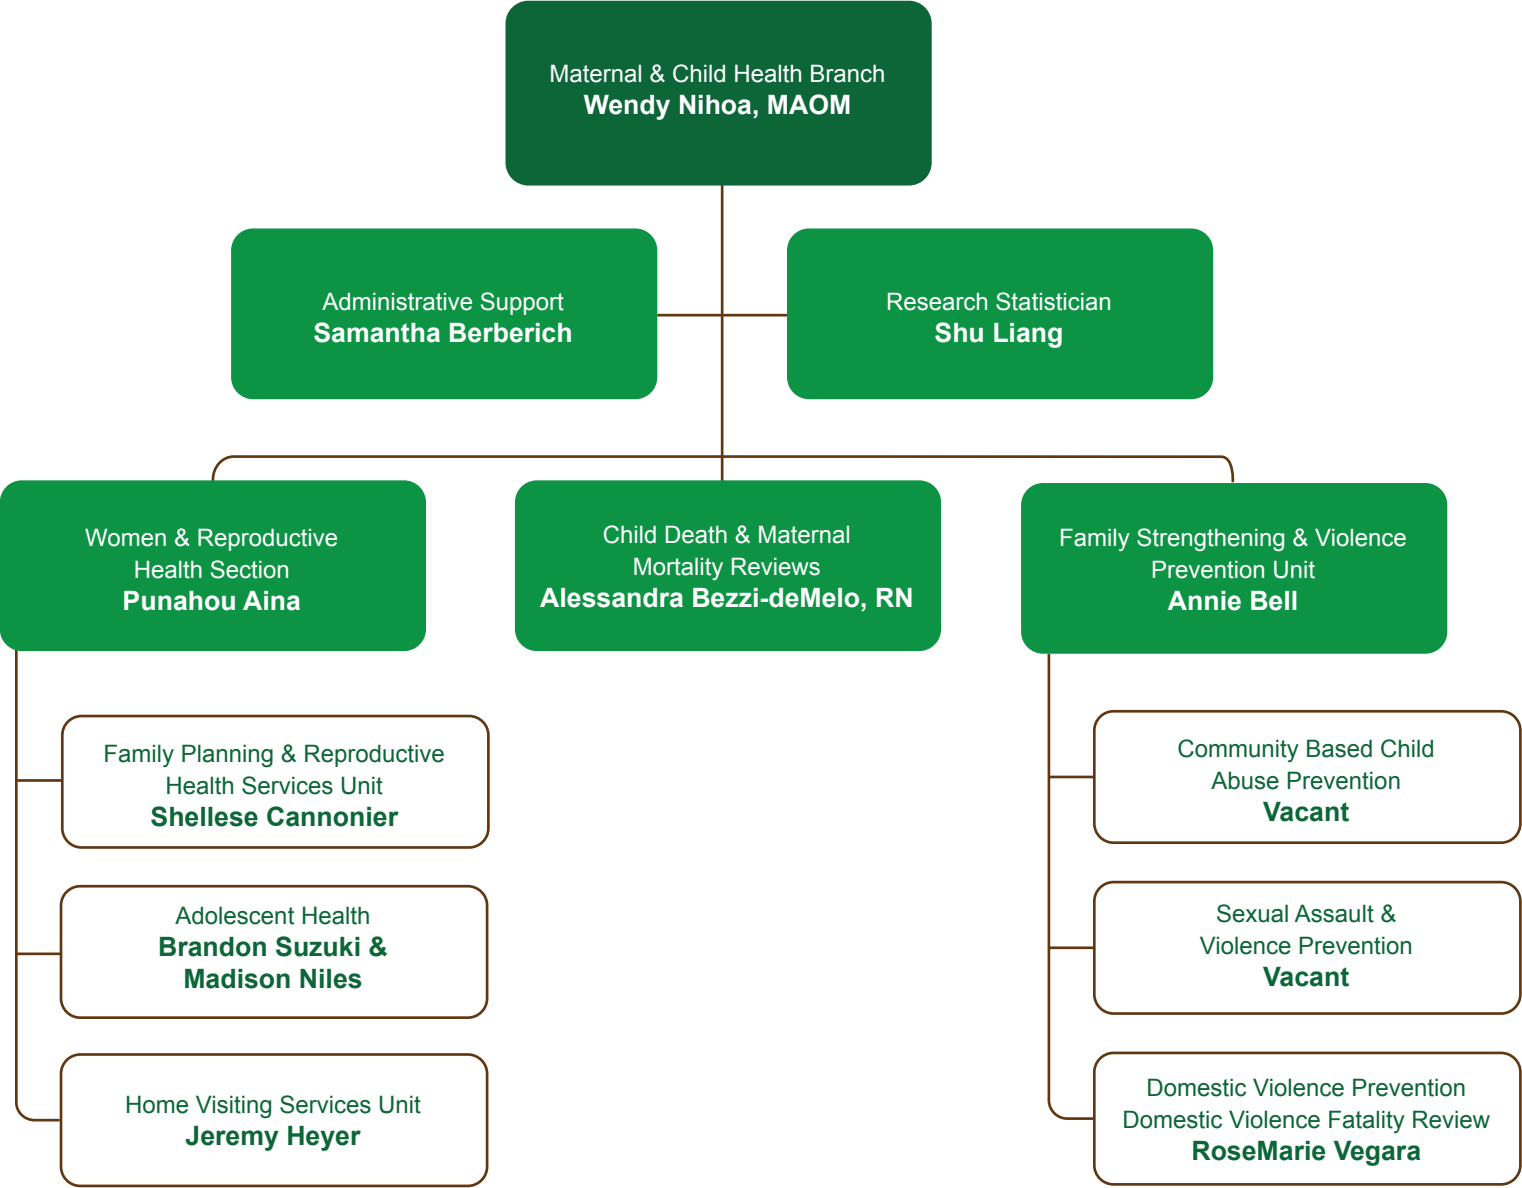 Maternal & Child Health Branch
Wendy Nihoa, MAOM
Administrative Support
Samantha Berberich
Research Statistician
Shu Liang
Women & Reproductive
Health Section
Punahou Aina
Child Death & Maternal
Mortality Reviews
Alessandra Bezzi-deMelo, RN
Family Strengthening & Violence
Prevention Unit
Annie Bell
Family Planning & Reproductive
Health Services Unit
Shellese Cannonier
Adolescent Health
Brandon Suzuki &
Madison Niles
Home Visiting Services Unit
Jeremy Heyer
Community Based Child
Abuse Prevention
Vacant
Sexual Assault &
Violence Prevention
Vacant
Domestic Violence Prevention
Domestic Violence Fatality Review
RoseMarie Vegara